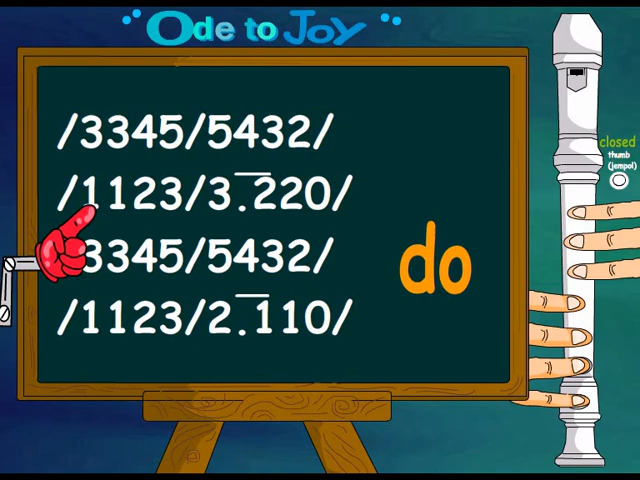 Ode to Joy
/3345/5432/
/1123/3.̅220/
3345/5432/
/1123/2.̅110/
do
closed
thumb
(jempol)